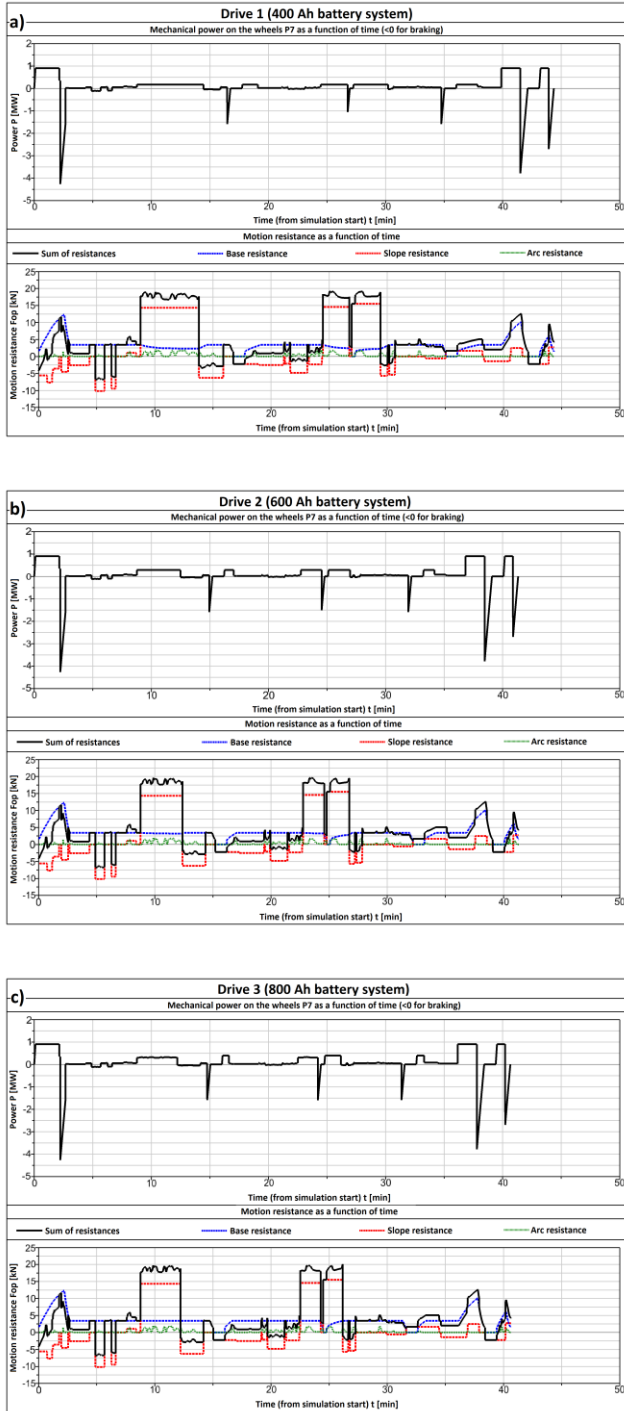 a)
Drive 1 (400 Ah battery system)
Mechanical power on the wheels P7 as a function of time (<0 for braking)
Power P [MW]
2
1
0
-1
-2
-3
-4
-5
0 10 20 30 40 50
Time (from simulation start) t [min]
Motion resistance as a function of time
Sum of resistances Base resistance Slope resistance Arc resistance
Motion resistance Fop [kN]
25
20
15
10
5
0
-5
-10
-15
0 10 20 30 40 50
Time (from simulation start) t [min]
b)
Drive 2 (600 Ah battery system)
Mechanical power on the wheels P7 as a function of time (<0 for braking)
Power P [MW]
2
1
0
-1
-2
-3
-4
-5
0 10 20 30 40 50
Time (from simulation start) t [min]
Motion resistance as a function of time
Sum of resistances Base resistance Slope resistance Arc resistance
Motion resistance Fop [kN]
25
20
15
10
5
0
-5
-10
-15
0 10 20 30 40 50
Time (from simulation start) t [min]
c)
Drive 3 (800 Ah battery system)
Mechanical power on the wheels P7 as a function of time (<0 for braking)
Power P [MW]
2
1
0
-1
-2
-3
-4
-5
0 10 20 30 40 50
Time (from simulation start) t [min]
Motion resistance as a function of time
Sum of resistances Base resistance Slope resistance Arc resistance
Motion resistance Fop [kN]
25
20
15
10
5
0
-5
-10
-15
0 10 20 30 40 50
Time (from simulation start) t [min]